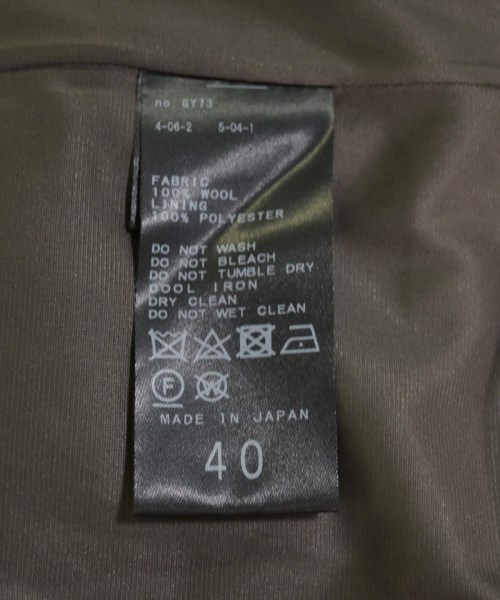 no. GY73
4-06-2 5-04-1
FABRIC
100% WOOL
LINING
100% POLYESTER
DO NOT WASH
DO NOT BLEACH
DO NOT TUMBLE DRY
COOL IRON
DRY CLEAN
DO NOT WET CLEAN
F W
MADE IN JAPAN
40